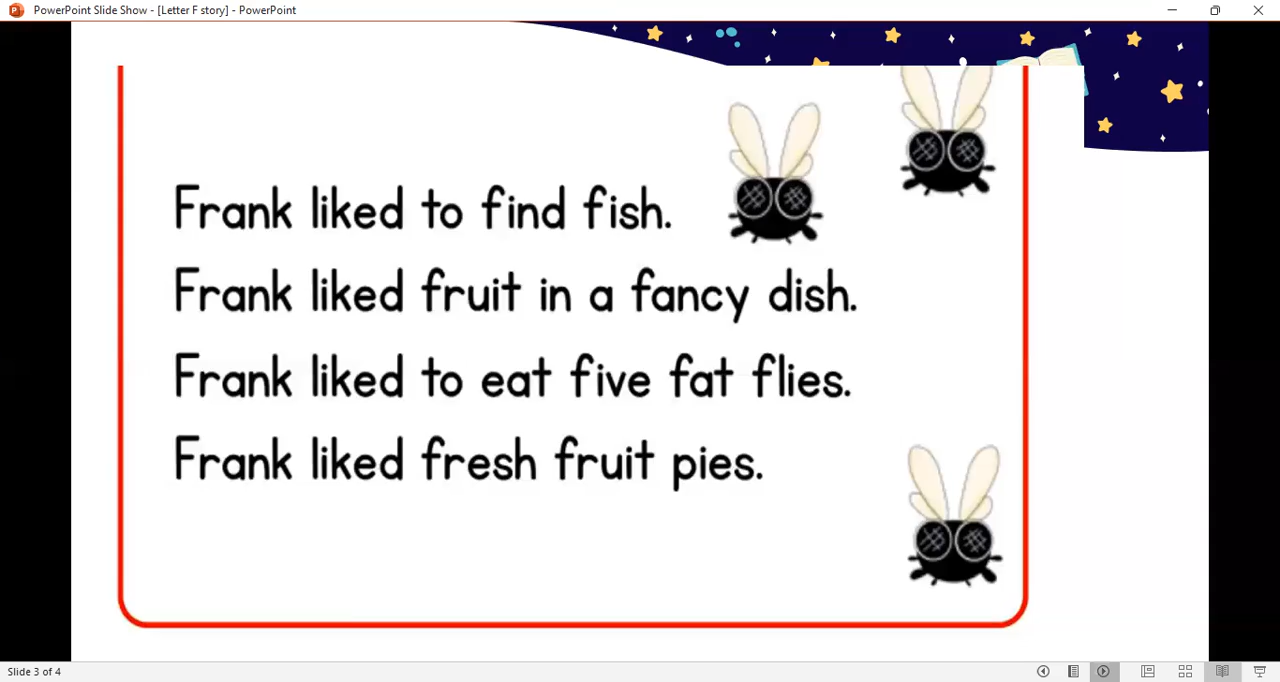 PowerPoint Slide Show - [Letter F story] - PowerPoint
Frank liked to find fish.
Frank liked fruit in a fancy dish.
Frank liked to eat five fat flies.
Frank liked fresh fruit pies.
Slide 3 of 4